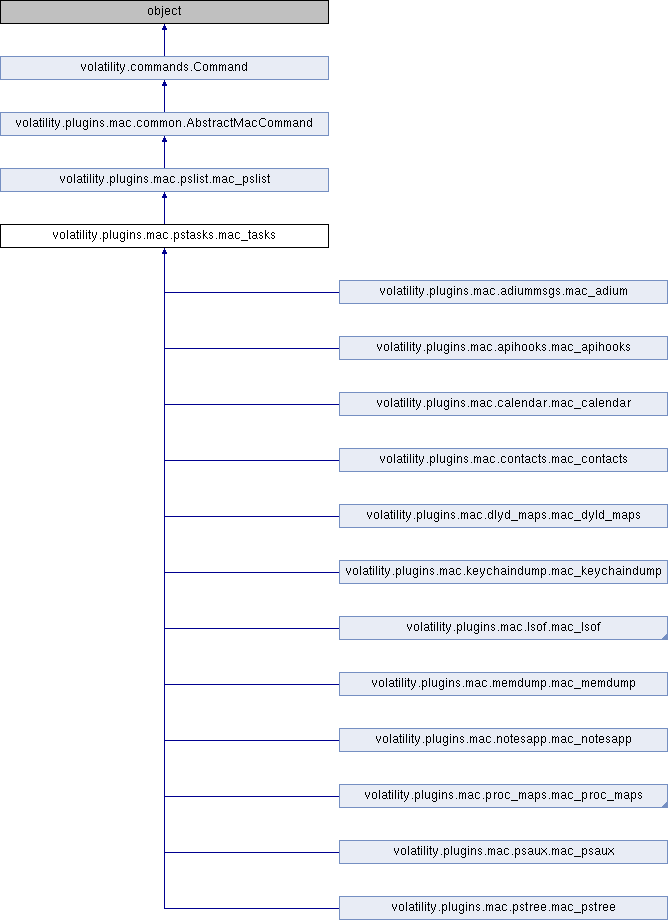 object
volatility.commands.Command
volatility.plugins.mac.common.AbstractMacCommand
volatility.plugins.mac.pslist.mac_pslist
volatility.plugins.mac.pstasks.mac_tasks
volatility.plugins.mac.adiummsgs.mac_adium
volatility.plugins.mac.apihooks.mac_apihooks
volatility.plugins.mac.calendar.mac_calendar
volatility.plugins.mac.contacts.mac_contacts
volatility.plugins.mac.dlyd_maps.mac_dyld_maps
volatility.plugins.mac.keychaindump.mac_keychaindump
volatility.plugins.mac.lsof.mac_lsof
volatility.plugins.mac.memdump.mac_memdump
volatility.plugins.mac.notesapp.mac_notesapp
volatility.plugins.mac.proc_maps.mac_proc_maps
volatility.plugins.mac.psaux.mac_psaux
volatility.plugins.mac.pstree.mac_pstree